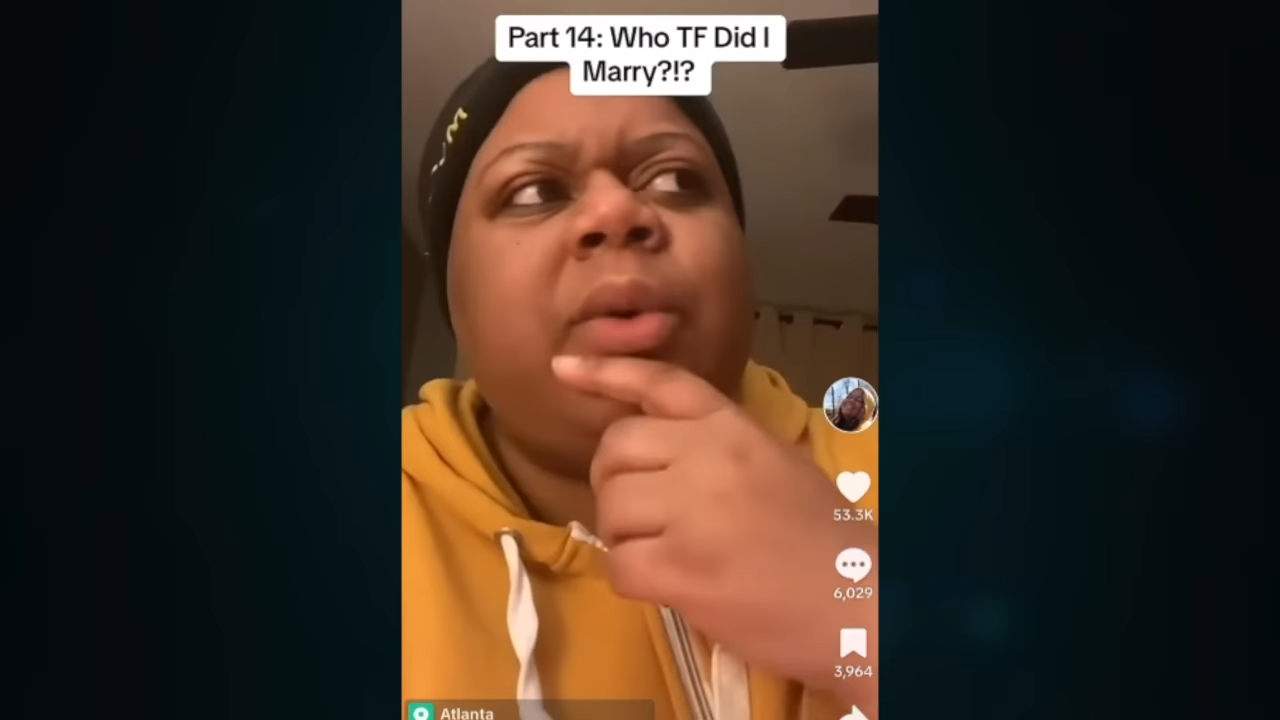 Part 14: Who TF Did I
Marry?!?
53.3K
6,029
3,964
Atlanta